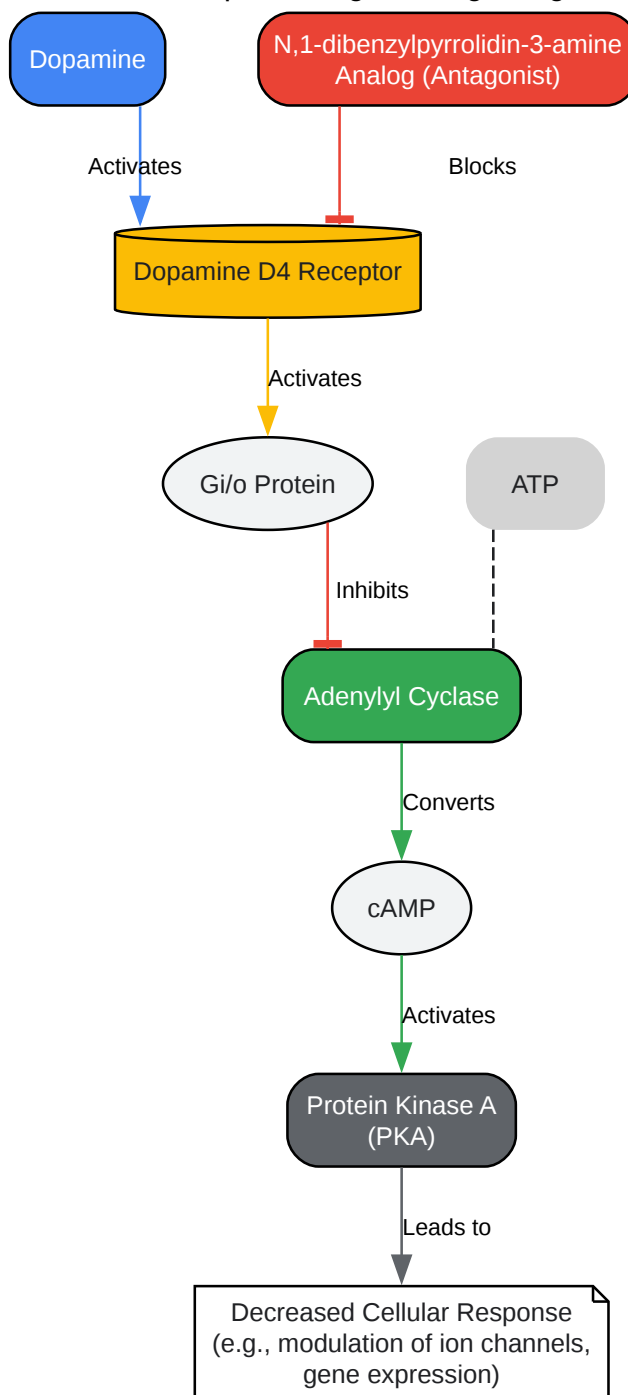 Dopamine
N,1-dibenzylpyrrolidin-3-amine
Analog (Antagonist)
Activates
Blocks
Dopamine D4 Receptor
Activates
Gi/o Protein
ATP
Inhibits
Adenylyl Cyclase
Converts
cAMP
Activates
Protein Kinase A
(PKA)
Leads to
Decreased Cellular Response
(e.g., modulation of ion channels,
gene expression)